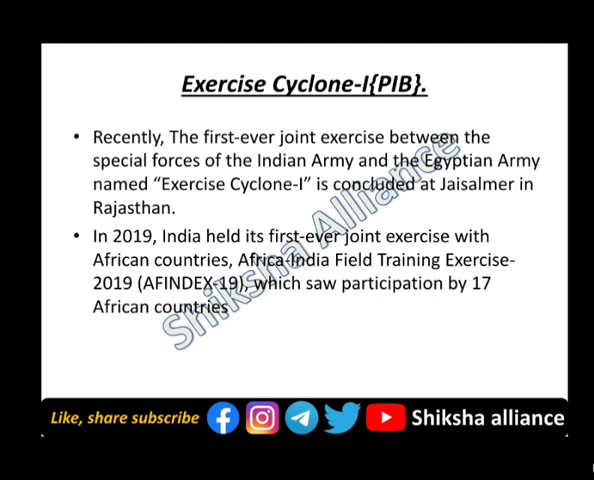 Exercise Cyclone-I{PIB}.
• Recently, The first-ever joint exercise between the
special forces of the Indian Army and the Egyptian Army
named “Exercise Cyclone-I” is concluded at Jaisalmer in
Rajasthan.
• In 2019, India held its first-ever joint exercise with
African countries, Africa-India Field Training Exercise-
2019 (AFINDEX-19), which saw participation by 17
African countries
Shiksha Alliance
Like, share subscribe
Shiksha alliance